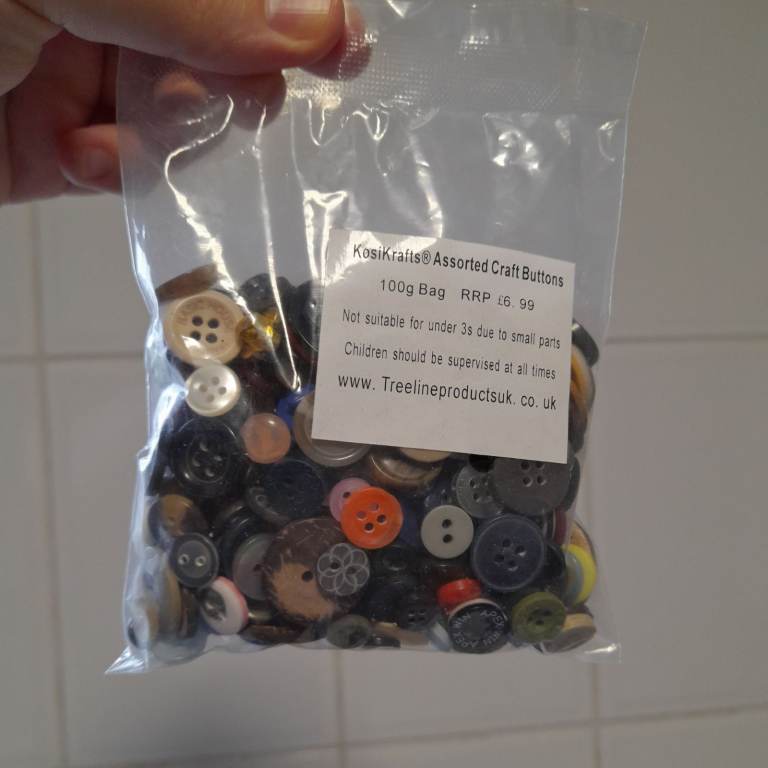 KosiKrafts® Assorted Craft Buttons
100g Bag RRP £6. 99
Not suitable for under 3s due to small parts
Children should be supervised at all times
www. Treelineproductsuk. co. uk